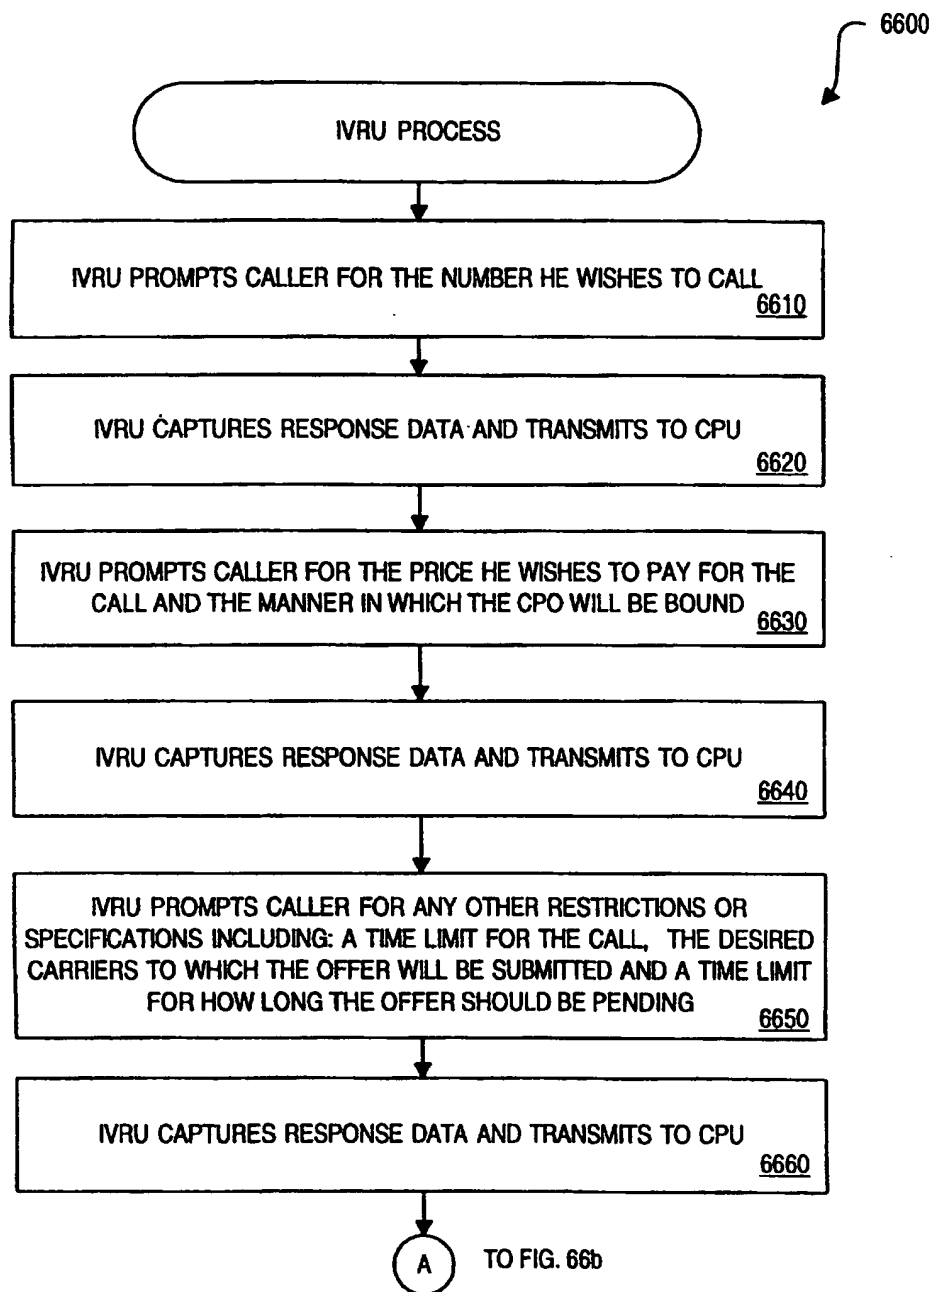 6600
IVRU PROCESS
IVRU PROMPTS CALLER FOR THE NUMBER HE WISHES TO CALL
6610
IVRU CAPTURES RESPONSE DATA AND TRANSMITS TO CPU
6620
IVRU PROMPTS CALLER FOR THE PRICE HE WISHES TO PAY FOR THE
CALL AND THE MANNER IN WHICH THE CPO WILL BE BOUND
6630
IVRU CAPTURES RESPONSE DATA AND TRANSMITS TO CPU
6640
IVRU PROMPTS CALLER FOR ANY OTHER RESTRICTIONS OR
SPECIFICATIONS INCLUDING: A TIME LIMIT FOR THE CALL, THE DESIRED
CARRIERS TO WHICH THE OFFER WILL BE SUBMITTED AND A TIME LIMIT
FOR HOW LONG THE OFFER SHOULD BE PENDING
6650
IVRU CAPTURES RESPONSE DATA AND TRANSMITS TO CPU
6660
A TO FIG. 66b